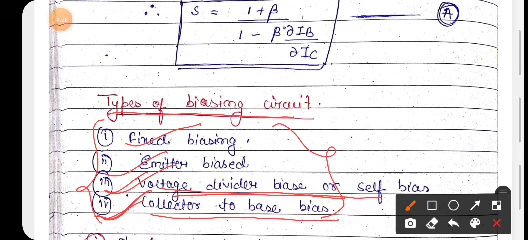 ∴ S = 1 + β / 1 - β ∂IB / ∂IC (A)
Types of biasing circuit.
(i) Fixed biasing.
(ii) Emitter biased
(iii) Voltage divider base or self bias
(iv) Collector to base bias.